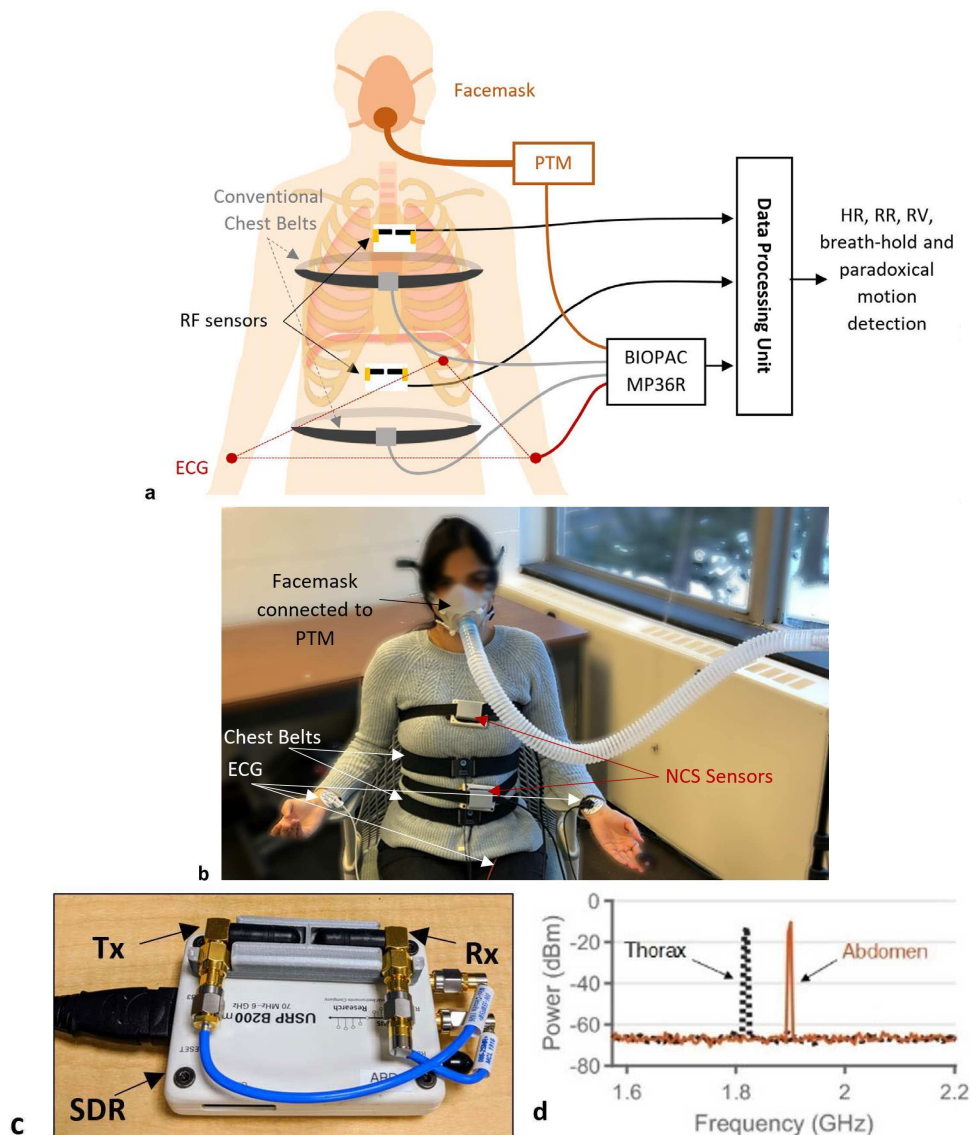 Facemask
PTM
Conventional
Chest Belts
RF sensors
ECG
BIOPAC
MP36R
Data Processing Unit
HR, RR, RV,
breath-hold and
paradoxical
motion
detection
a
Facemask
connected to
PTM
Chest Belts
ECG
NCS Sensors
b
Tx
Rx
SDR
USRP B200
70 MHz-6 GHz
Research
c
Power (dBm)
0
-20
-40
-60
-80
Thorax
Abdomen
1.6
1.8
2
2.2
Frequency (GHz)
d